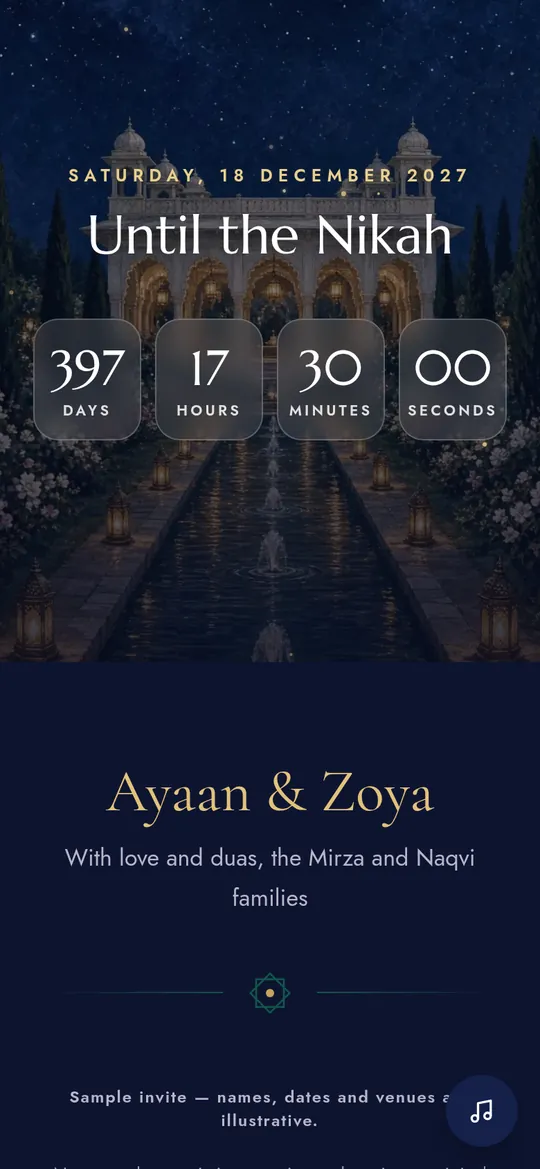 SATURDAY, 18 DECEMBER 2027
Until the Nikah
397 17 30 00
DAYS HOURS MINUTES SECONDS
Ayaan & Zoya
With love and duas, the Mirza and Naqvi
families
Sample invite — names, dates and venues
illustrative.